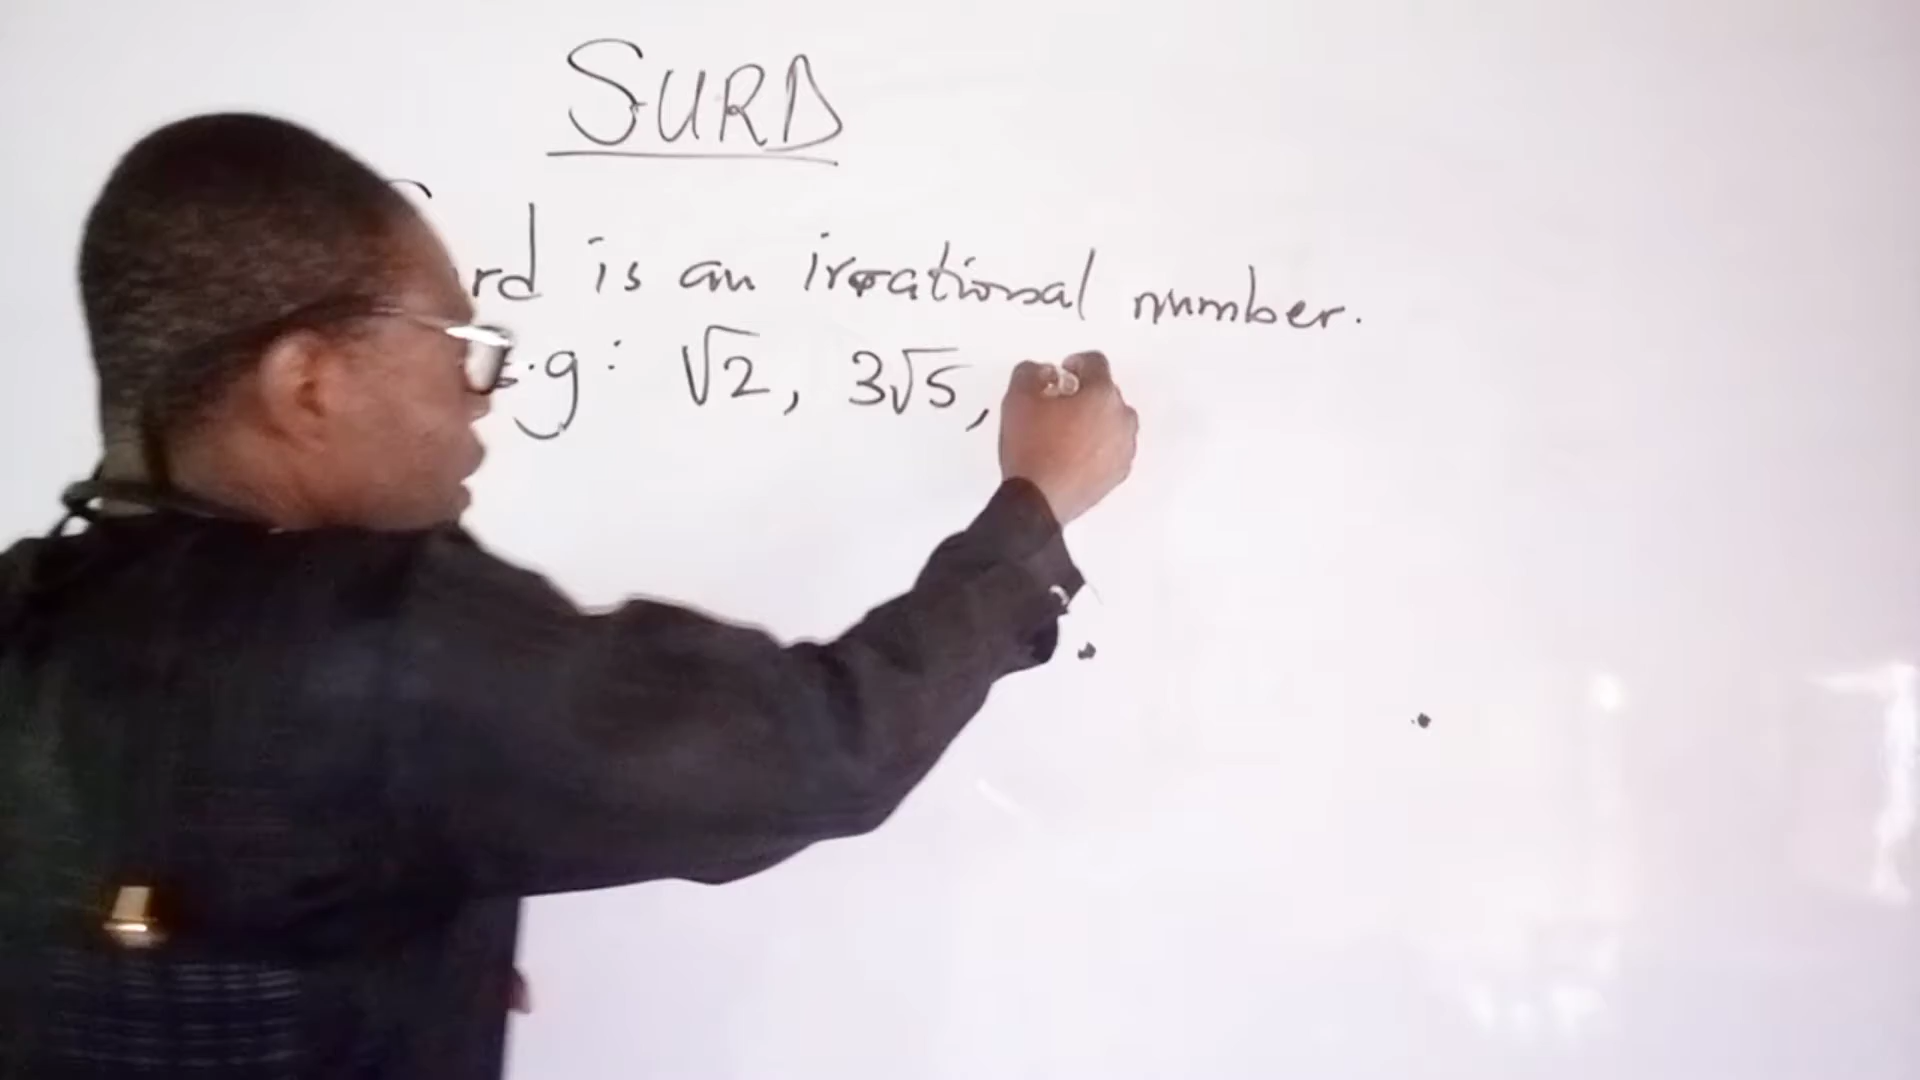 SURD
rd is an irrational number.
.g: √2, 3√5,